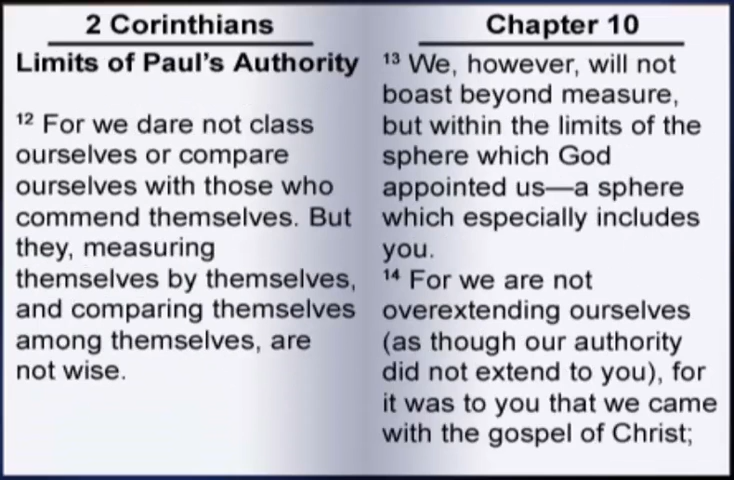 2 Corinthians
Limits of Paul's Authority
¹² For we dare not class
ourselves or compare
ourselves with those who
commend themselves. But
they, measuring
themselves by themselves,
and comparing themselves
among themselves, are
not wise.
Chapter 10
¹³ We, however, will not
boast beyond measure,
but within the limits of the
sphere which God
appointed us—a sphere
which especially includes
you.
¹⁴ For we are not
overextending ourselves
(as though our authority
did not extend to you), for
it was to you that we came
with the gospel of Christ;